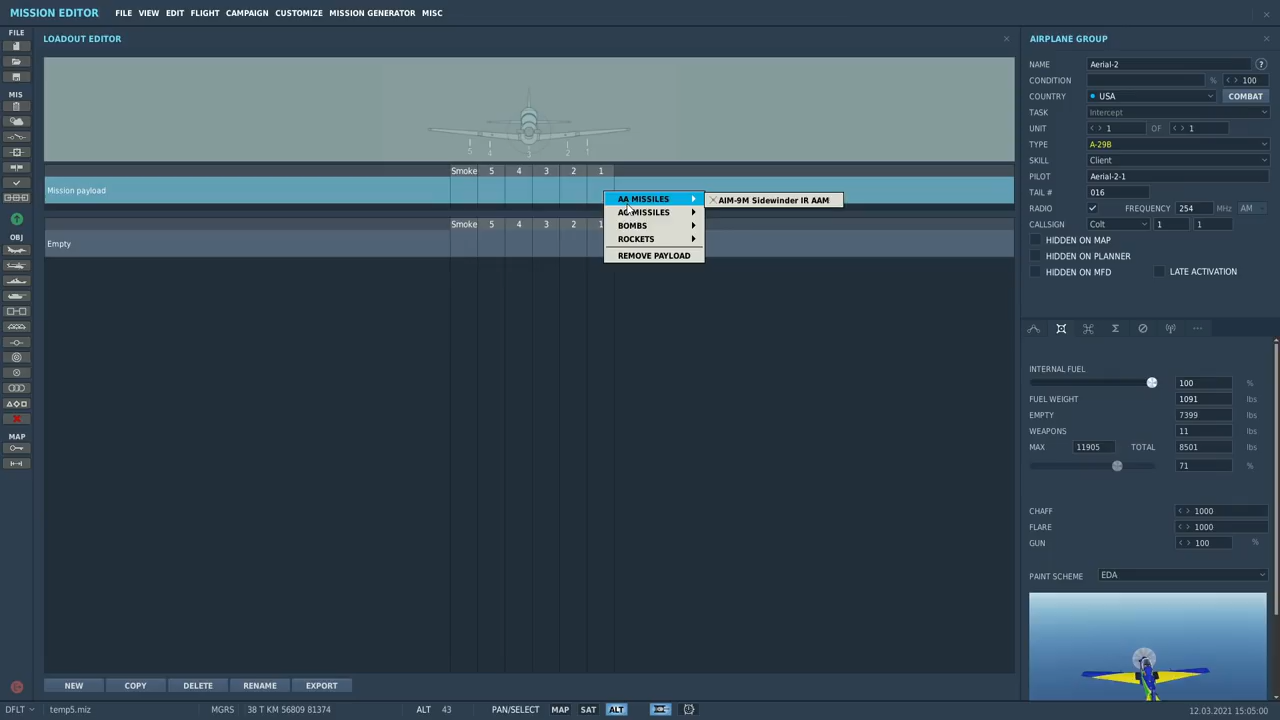 MISSION EDITOR FILE VIEW EDIT FLIGHT CAMPAIGN CUSTOMIZE MISSION GENERATOR MISC
FILE
LOADOUT EDITOR
AIRPLANE GROUP
NAME Aerial-2 ?
CONDITION % 100
COUNTRY USA COMBAT
TASK Intercept
UNIT 1 OF 1
TYPE A-29B
SKILL Client
PILOT Aerial-2-1
TAIL # 016
RADIO FREQUENCY 254 MHz AM
CALLSIGN Colt 1 1
HIDDEN ON MAP
HIDDEN ON PLANNER
HIDDEN ON MFD LATE ACTIVATION
MIS
OBJ
MAP
5 4 3 2 1
Smoke 5 4 3 2 1
Mission payload
Smoke 5 4 3 2 1
Empty
AA MISSILES
AIM-9M Sidewinder IR AAM
AG MISSILES
BOMBS
ROCKETS
REMOVE PAYLOAD
INTERNAL FUEL
100 %
FUEL WEIGHT 1091 lbs
EMPTY 7399 lbs
WEAPONS 11 lbs
MAX 11905 TOTAL 8501 lbs
71 %
CHAFF 1000
FLARE 1000
GUN 100 %
PAINT SCHEME EDA
NEW COPY DELETE RENAME EXPORT
DFLT temp5.miz MGRS 38 T KM 56809 81374 ALT 43 PAN/SELECT MAP SAT ALT 12.03.2021 15:05:00